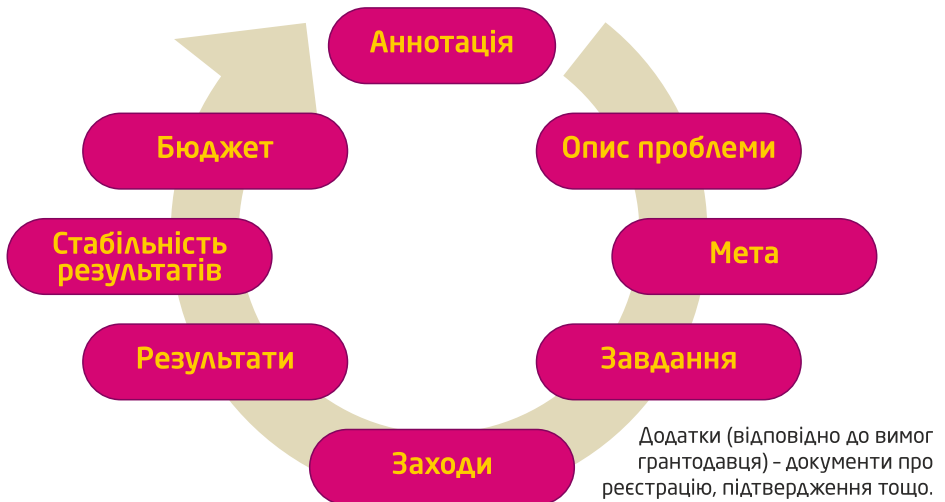 Аннотація
Опис проблеми
Мета
Завдання
Заходи
Результати
Стабільність
результатів
Бюджет
Додатки (відповідно до вимог
грантодавця) – документи про
реєстрацію, підтвердження тощо.